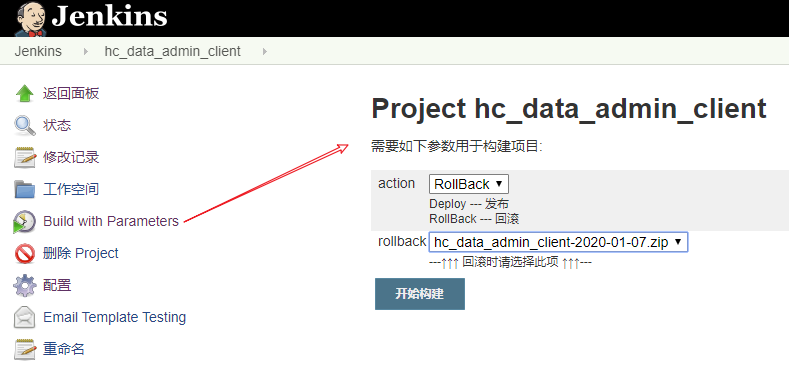 Jenkins
Jenkins hc_data_admin_client
返回面板
状态
修改记录
工作空间
Build with Parameters
删除 Project
配置
Email Template Testing
重命名
Project hc_data_admin_client
需要如下参数用于构建项目:
action RollBack
Deploy --- 发布
RollBack --- 回滚
rollback hc_data_admin_client-2020-01-07.zip
---↑↑↑ 回滚时请选择此项 ↑↑↑---
开始构建